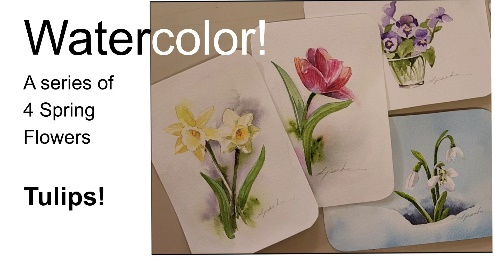 Watercolor!
A series of
4 Spring
Flowers
Tulips!